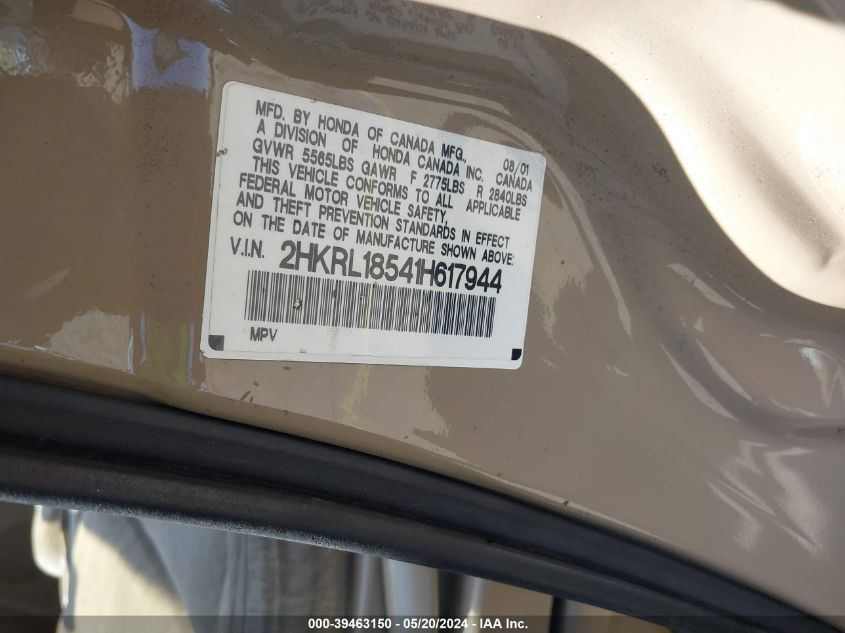 MFD. BY HONDA OF CANADA MFG., 08/01
A DIVISION OF HONDA CANADA INC. CANADA
GVWR 5565LBS GAWR F 2775LBS R 2840LBS
THIS VEHICLE CONFORMS TO ALL APPLICABLE
FEDERAL MOTOR VEHICLE SAFETY,
AND THEFT PREVENTION STANDARDS IN EFFECT
ON THE DATE OF MANUFACTURE SHOWN ABOVE:
V.I.N. 2HKRL18541H617944
MPV
000-39463150 - 05/20/2024 - IAA Inc.